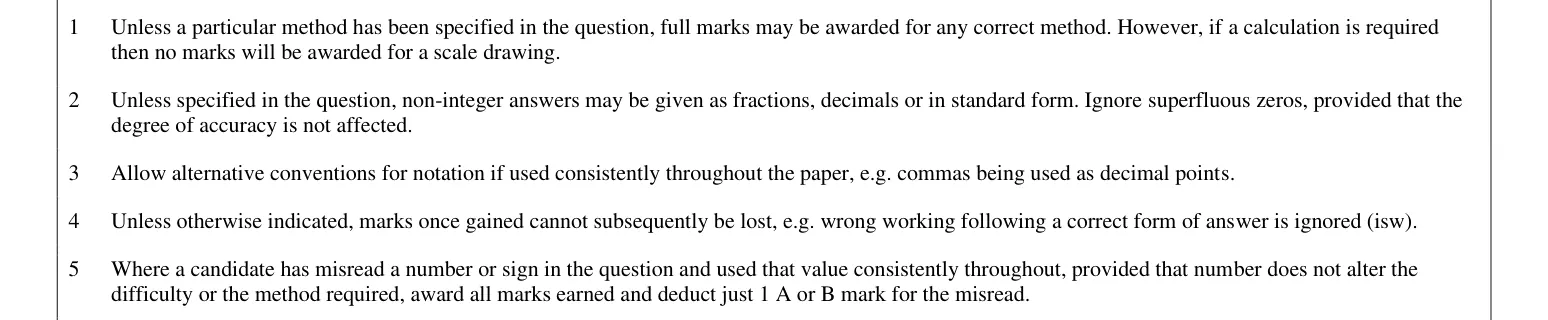 1 Unless a particular method has been specified in the question, full marks may be awarded for any correct method. However, if a calculation is required
then no marks will be awarded for a scale drawing.
2 Unless specified in the question, non-integer answers may be given as fractions, decimals or in standard form. Ignore superfluous zeros, provided that the
degree of accuracy is not affected.
3 Allow alternative conventions for notation if used consistently throughout the paper, e.g. commas being used as decimal points.
4 Unless otherwise indicated, marks once gained cannot subsequently be lost, e.g. wrong working following a correct form of answer is ignored (isw).
5 Where a candidate has misread a number or sign in the question and used that value consistently throughout, provided that number does not alter the
difficulty or the method required, award all marks earned and deduct just 1 A or B mark for the misread.